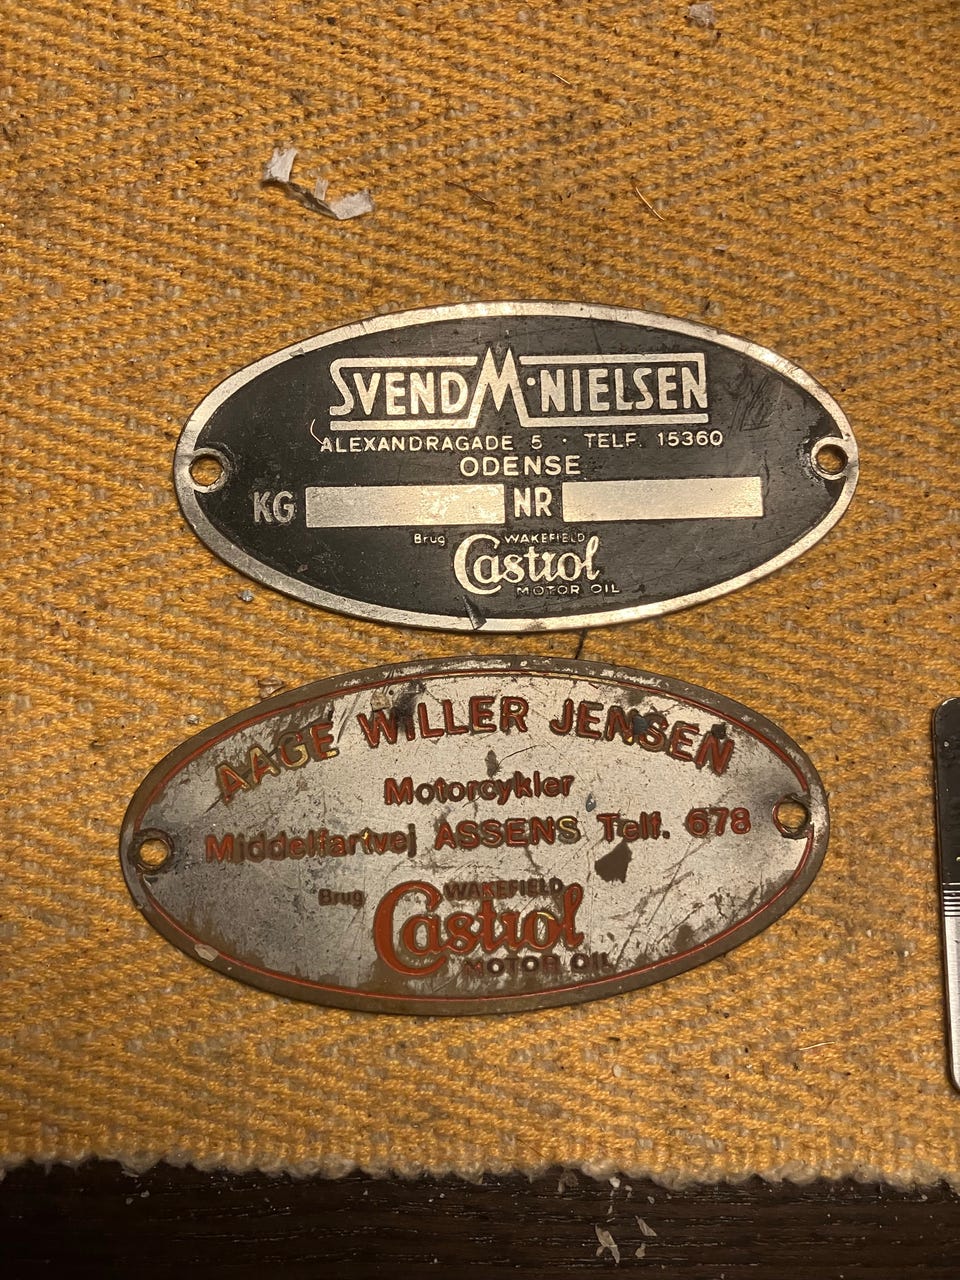 SVEND M·NIELSEN
ALEXANDRAGADE 5 · TELF. 15360
ODENSE
KG NR
Brug WAKEFIELD
Castrol
MOTOR OIL
AAGE WILLER JENSEN
Motorcykler
Middelfartvej ASSENS Telf. 678
Brug WAKEFIELD
Castrol
MOTOR OIL